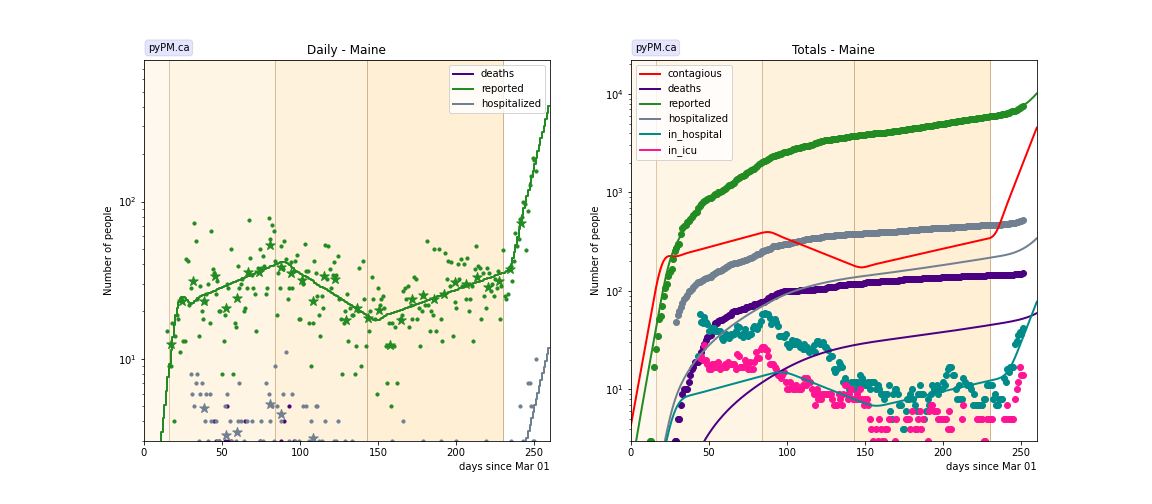 pyPM.ca
Daily - Maine
deaths
reported
hospitalized
Number of people
10²
10¹
0 50 100 150 200 250
days since Mar 01
pyPM.ca
Totals - Maine
contagious
deaths
reported
hospitalized
in_hospital
in_icu
Number of people
10⁴
10³
10²
10¹
0 50 100 150 200 250
days since Mar 01